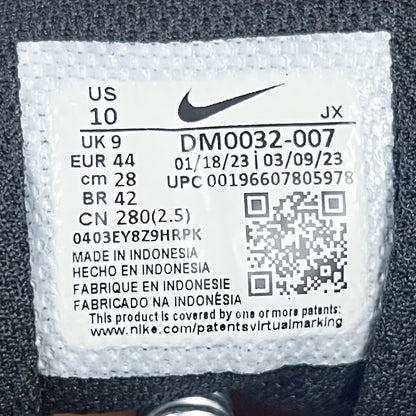 US
10
JX
UK 9
DM0032-007
EUR 44
01/18/23 | 03/09/23
cm 28
UPC 00196607805978
BR 42
CN 280(2.5)
0403EY8Z9HRPK
MADE IN INDONESIA
HECHO EN INDONESIA
FABRIQUE EN INDONESIE
FABRICADO NA INDONÉSIA
This product is covered by one or more patents:
www.nike.com/patentsvirtualmarking